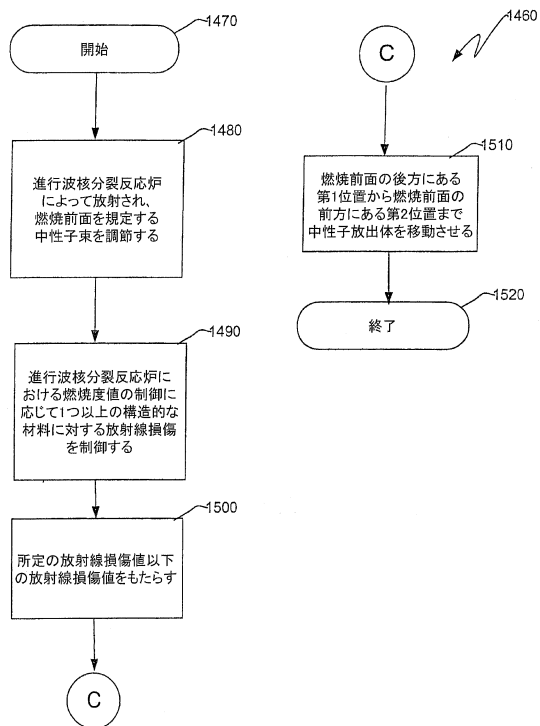 1470
開始
1480
進行波核分裂反応炉
によって放射され、
燃焼前面を規定する
中性子束を調節する
1490
進行波核分裂反応炉に
おける燃焼度値の制御に
応じて1つ以上の構造的な
材料に対する放射線損傷
を制御する
1500
所定の放射線損傷値以下
の放射線損傷値をもたらす
C
1460
C
1510
燃焼前面の後方にある
第1位置から燃焼前面の
前方にある第2位置まで
中性子放出体を移動させる
1520
終了